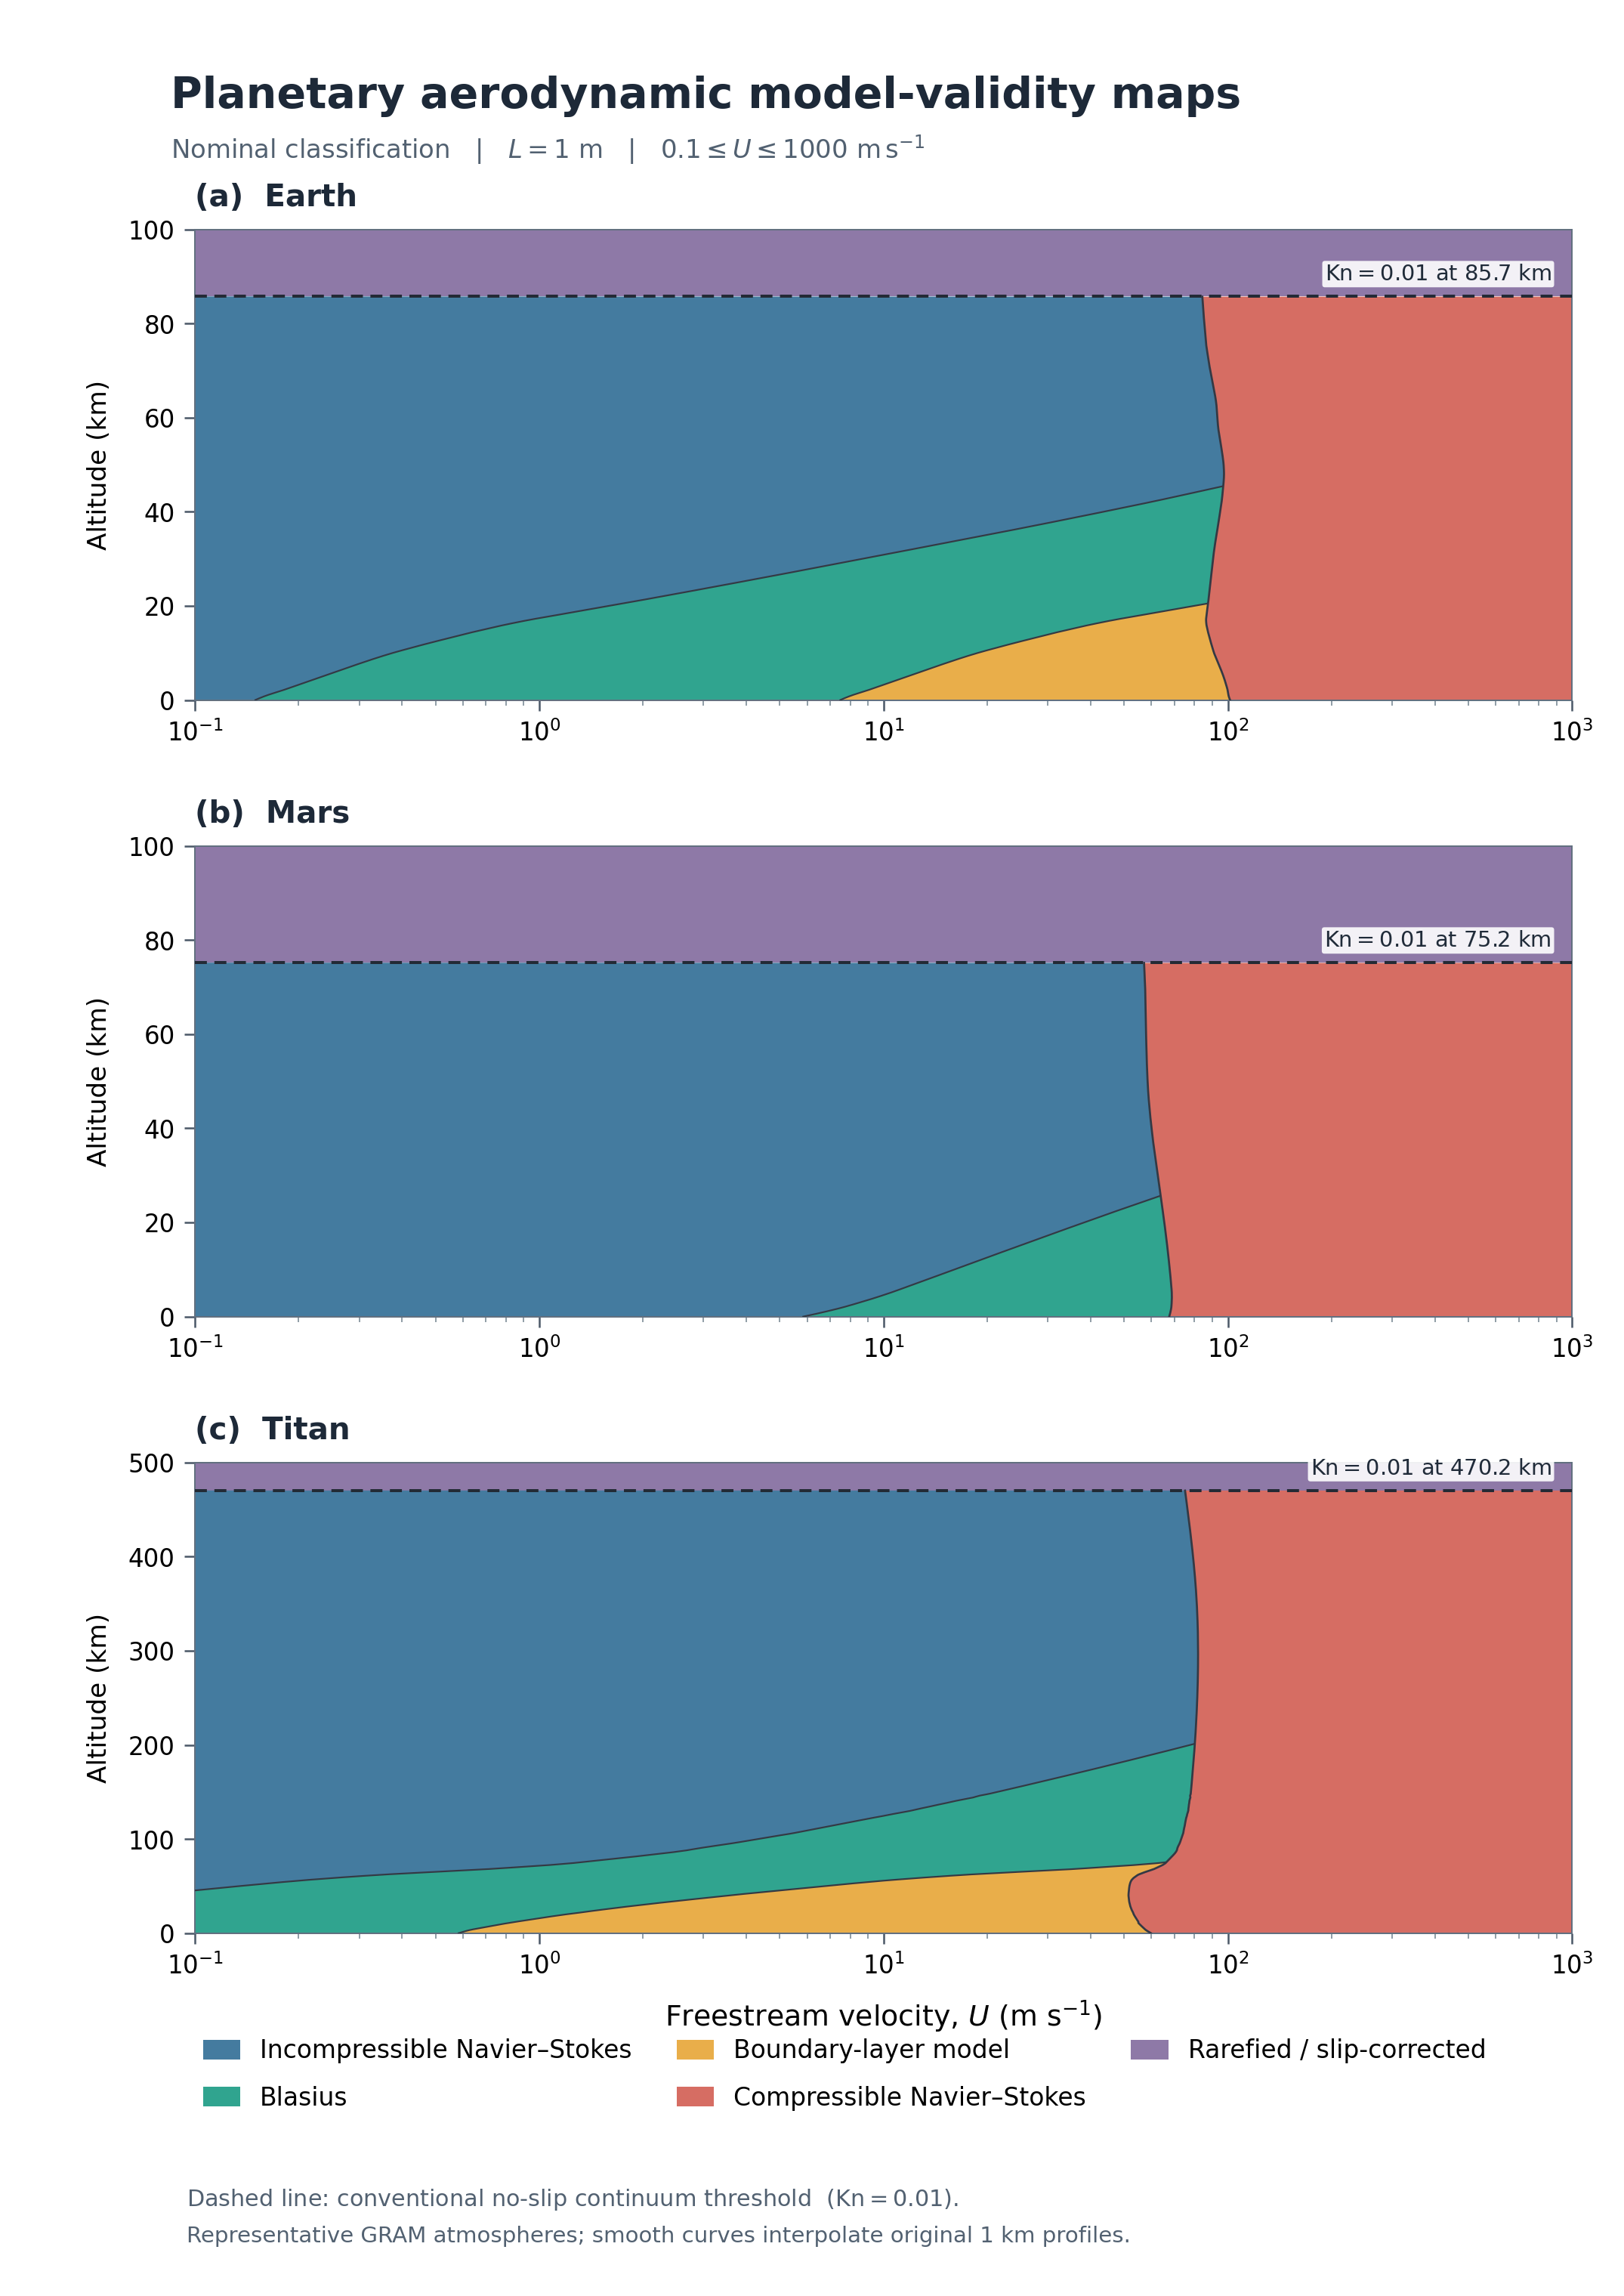 Planetary aerodynamic model-validity maps
Nominal classification | L = 1 m | 0.1 ≤ U ≤ 1000 m s⁻¹
(a) Earth
100
80
60
40
20
0
Altitude (km)
Kn = 0.01 at 85.7 km
10⁻¹ 10⁰ 10¹ 10² 10³
(b) Mars
100
80
60
40
20
0
Altitude (km)
Kn = 0.01 at 75.2 km
10⁻¹ 10⁰ 10¹ 10² 10³
(c) Titan
500
400
300
200
100
0
Altitude (km)
Kn = 0.01 at 470.2 km
10⁻¹ 10⁰ 10¹ 10² 10³
Freestream velocity, U (m s⁻¹)
Incompressible Navier–Stokes Boundary-layer model Rarefied / slip-corrected
Blasius Compressible Navier–Stokes
Dashed line: conventional no-slip continuum threshold (Kn = 0.01).
Representative GRAM atmospheres; smooth curves interpolate original 1 km profiles.